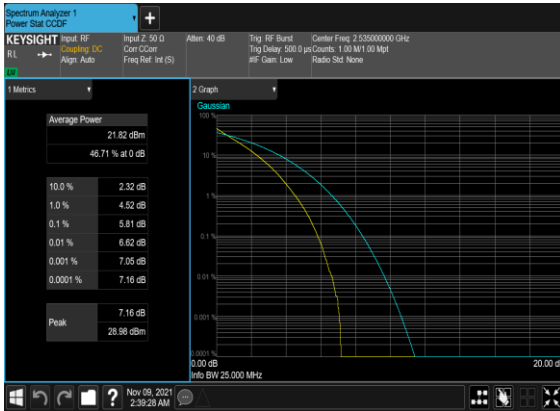 Spectrum Analyzer 1
Power Stat CCDF
+
KEYSIGHT
RL
Input: RF
Coupling: DC
Align: Auto
Input Z: 50 Ω
Corr CCorr
Freq Ref: Int (S)
Atten: 40 dB
Trig: RF Burst
Trig Delay: 500.0 µs
#IF Gain: Low
Center Freq: 2.535000000 GHz
Counts: 1.00 M/1.00 Mpt
Radio Std: None
LV
1 Metrics
Average Power
21.82 dBm
46.71 % at 0 dB
10.0 % 2.32 dB
1.0 % 4.52 dB
0.1 % 5.81 dB
0.01 % 6.62 dB
0.001 % 7.05 dB
0.0001 % 7.16 dB
Peak
7.16 dB
28.98 dBm
2 Graph
Gaussian
100 %
10 %
1 %
0.1 %
0.01 %
0.001 %
0.0001 %
0.00 dB
20.00 dB
Info BW 25.000 MHz
?
Nov 09, 2021
2:39:28 AM